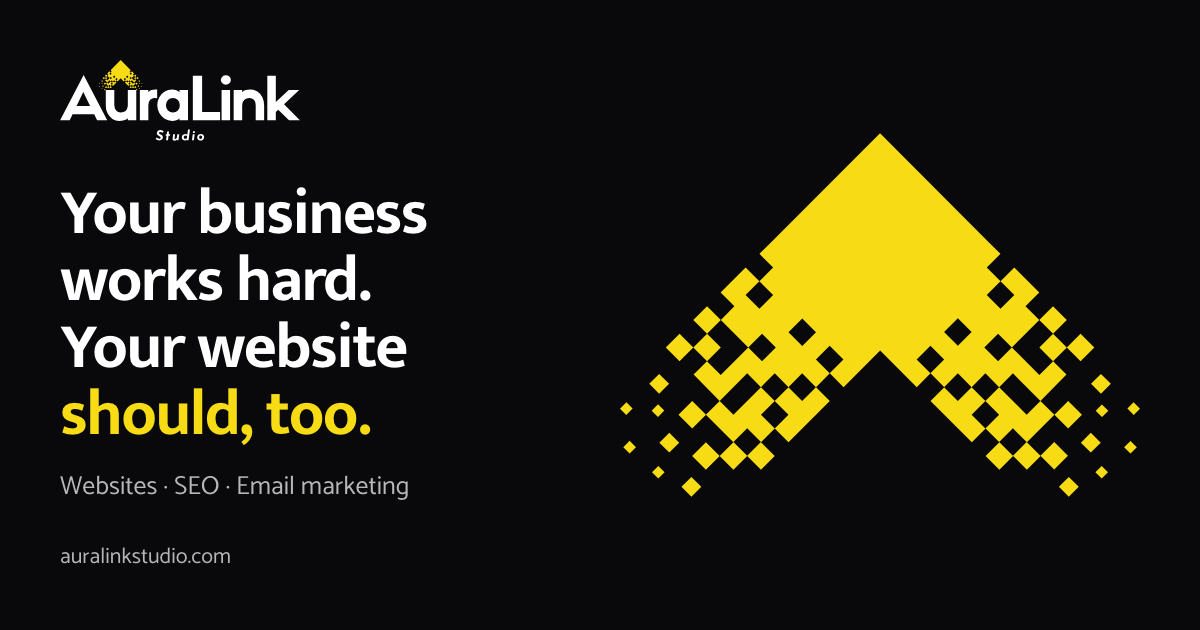 AuraLink
Studio
Your business
works hard.
Your website
should, too.
Websites · SEO · Email marketing
auralinkstudio.com